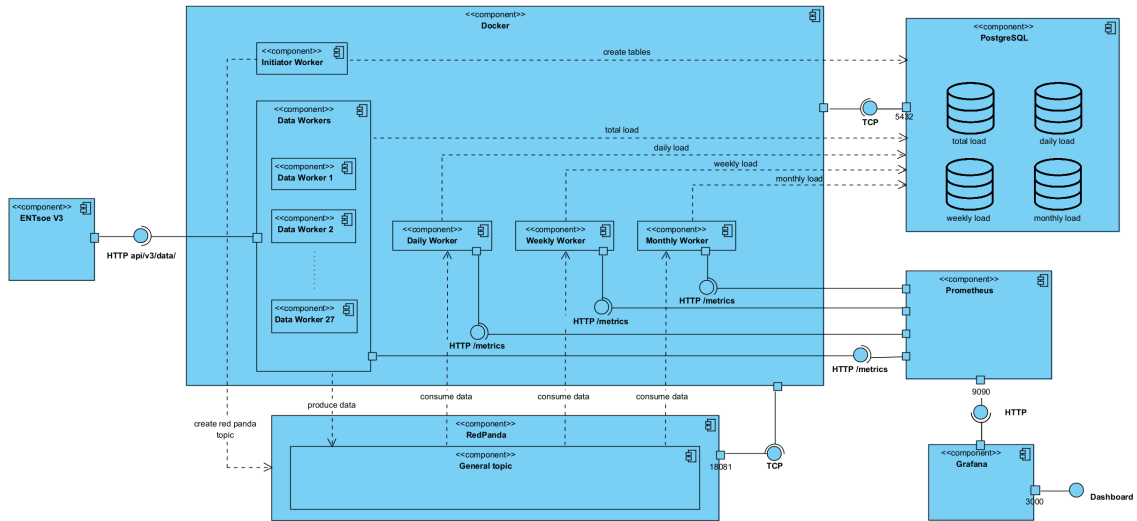 <<component>>
Docker
<<component>>
PostgreSQL
<<component>>
Initiator Worker
create tables
<<component>>
Data Workers
TCP
5432
total load
daily load
weekly load
monthly load
total load
daily load
weekly load
monthly load
<<component>>
Data Worker 1
<<component>>
Data Worker 2
<<component>>
Data Worker 27
<<component>>
ENTsoe V3
HTTP api/v3/data/
<<component>>
Daily Worker
<<component>>
Weekly Worker
<<component>>
Monthly Worker
HTTP /metrics
HTTP /metrics
HTTP /metrics
HTTP /metrics
<<component>>
Prometheus
9090
HTTP
produce data
consume data
consume data
consume data
create red panda
topic
<<component>>
RedPanda
<<component>>
General topic
18081
TCP
<<component>>
Grafana
3000
Dashboard